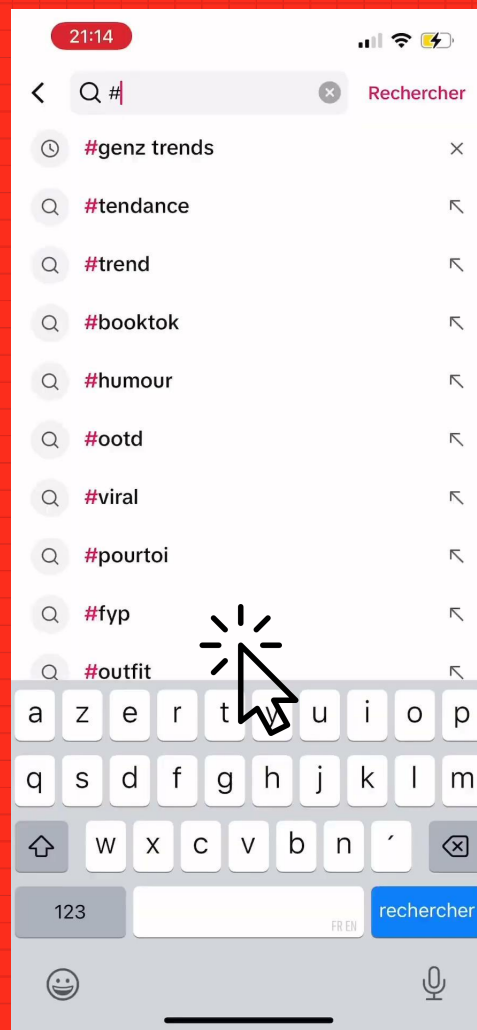 21:14
#
Rechercher
#genz trends
#tendance
#trend
#booktok
#humour
#ootd
#viral
#pourtoi
#fyp
#outfit
a z e r t y u i o p
q s d f g h j k l m
w x c v b n ´
123
FR EN
rechercher